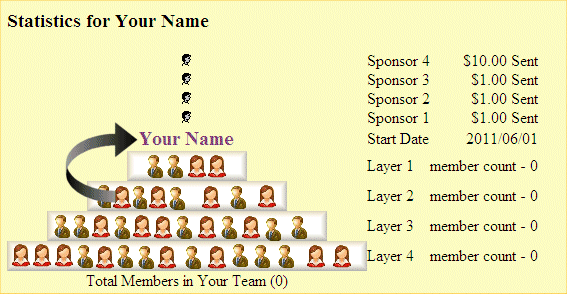 Statistics for Your Name
Sponsor 4 $10.00 Sent
Sponsor 3 $1.00 Sent
Sponsor 2 $1.00 Sent
Sponsor 1 $1.00 Sent
Your Name Start Date 2011/06/01
Layer 1 member count - 0
Layer 2 member count - 0
Layer 3 member count - 0
Layer 4 member count - 0
Total Members in Your Team (0)